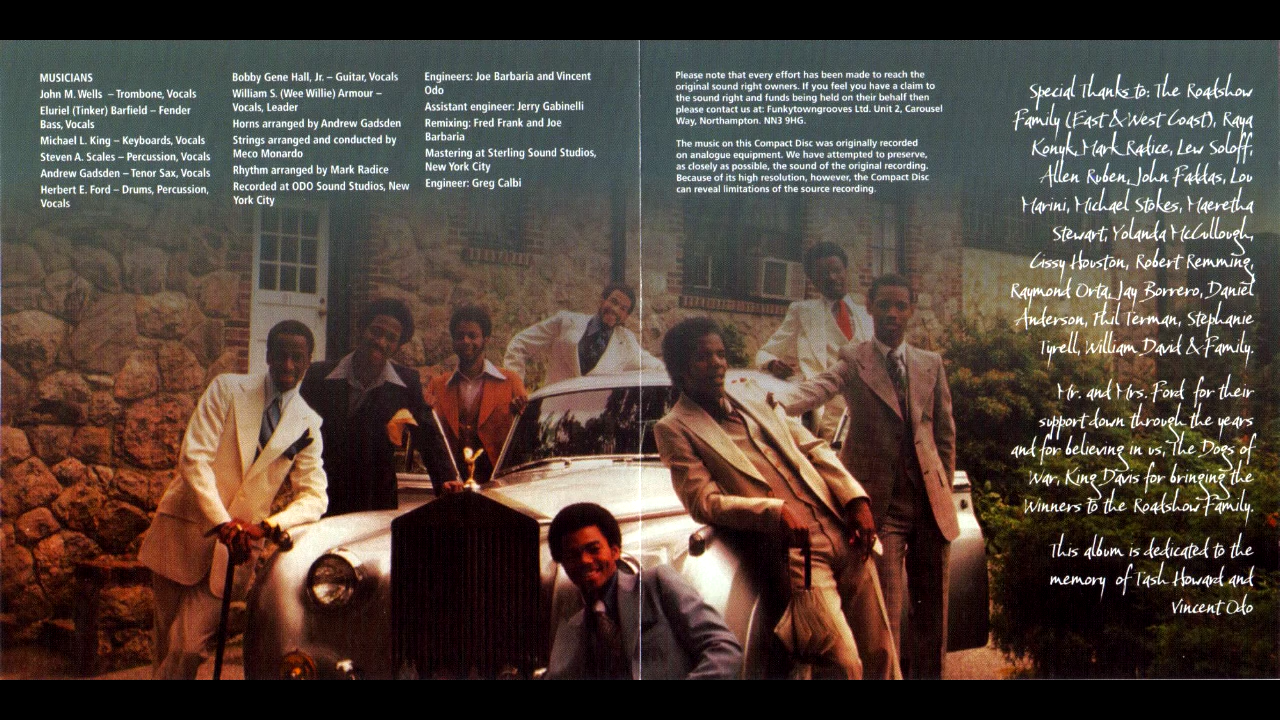 MUSICIANS
John M. Wells – Trombone, Vocals
Eluriel (Tinker) Barfield – Fender
Bass, Vocals
Michael L. King – Keyboards, Vocals
Steven A. Scales – Percussion, Vocals
Andrew Gadsden – Tenor Sax, Vocals
Herbert E. Ford – Drums, Percussion,
Vocals
Bobby Gene Hall, Jr. – Guitar, Vocals
William S. (Wee Willie) Armour –
Vocals, Leader
Horns arranged by Andrew Gadsden
Strings arranged and conducted by
Meco Monardo
Rhythm arranged by Mark Radice
Recorded at ODO Sound Studios, New
York City
Engineers: Joe Barbaria and Vincent
Odo
Assistant engineer: Jerry Gabinelli
Remixing: Fred Frank and Joe
Barbaria
Mastering at Sterling Sound Studios,
New York City
Engineer: Greg Calbi
Please note that every effort has been made to reach the
original sound right owners. If you feel you have a claim to
the sound right and funds being held on their behalf then
please contact us at: Funkytowngrooves Ltd. Unit 2, Carousel
Way, Northampton. NN3 9HG.
The music on this Compact Disc was originally recorded
on analogue equipment. We have attempted to preserve,
as closely as possible, the sound of the original recording.
Because of its high resolution, however, the Compact Disc
can reveal limitations of the source recording.
Special Thanks to: The Roadshow
Family (East & West Coast), Raya
Konyk, Mark Radice, Lew Soloff,
Allen Ruben, John Faddas, Lou
Marini, Michael Stokes, Maeretha
Stewart, Yolanda McCullough,
Cissy Houston, Robert Remming,
Raymond Orta, Jay Borrero, Daniel
Anderson, Phil Terman, Stephanie
Tyrell, William David & Family.
Mr. and Mrs. Ford for their
support down through the years
and for believing in us, The Dogs of
War, King Davis for bringing the
Winners to the Roadshow Family.
This album is dedicated to the
memory of Tash Howard and
Vincent Odo